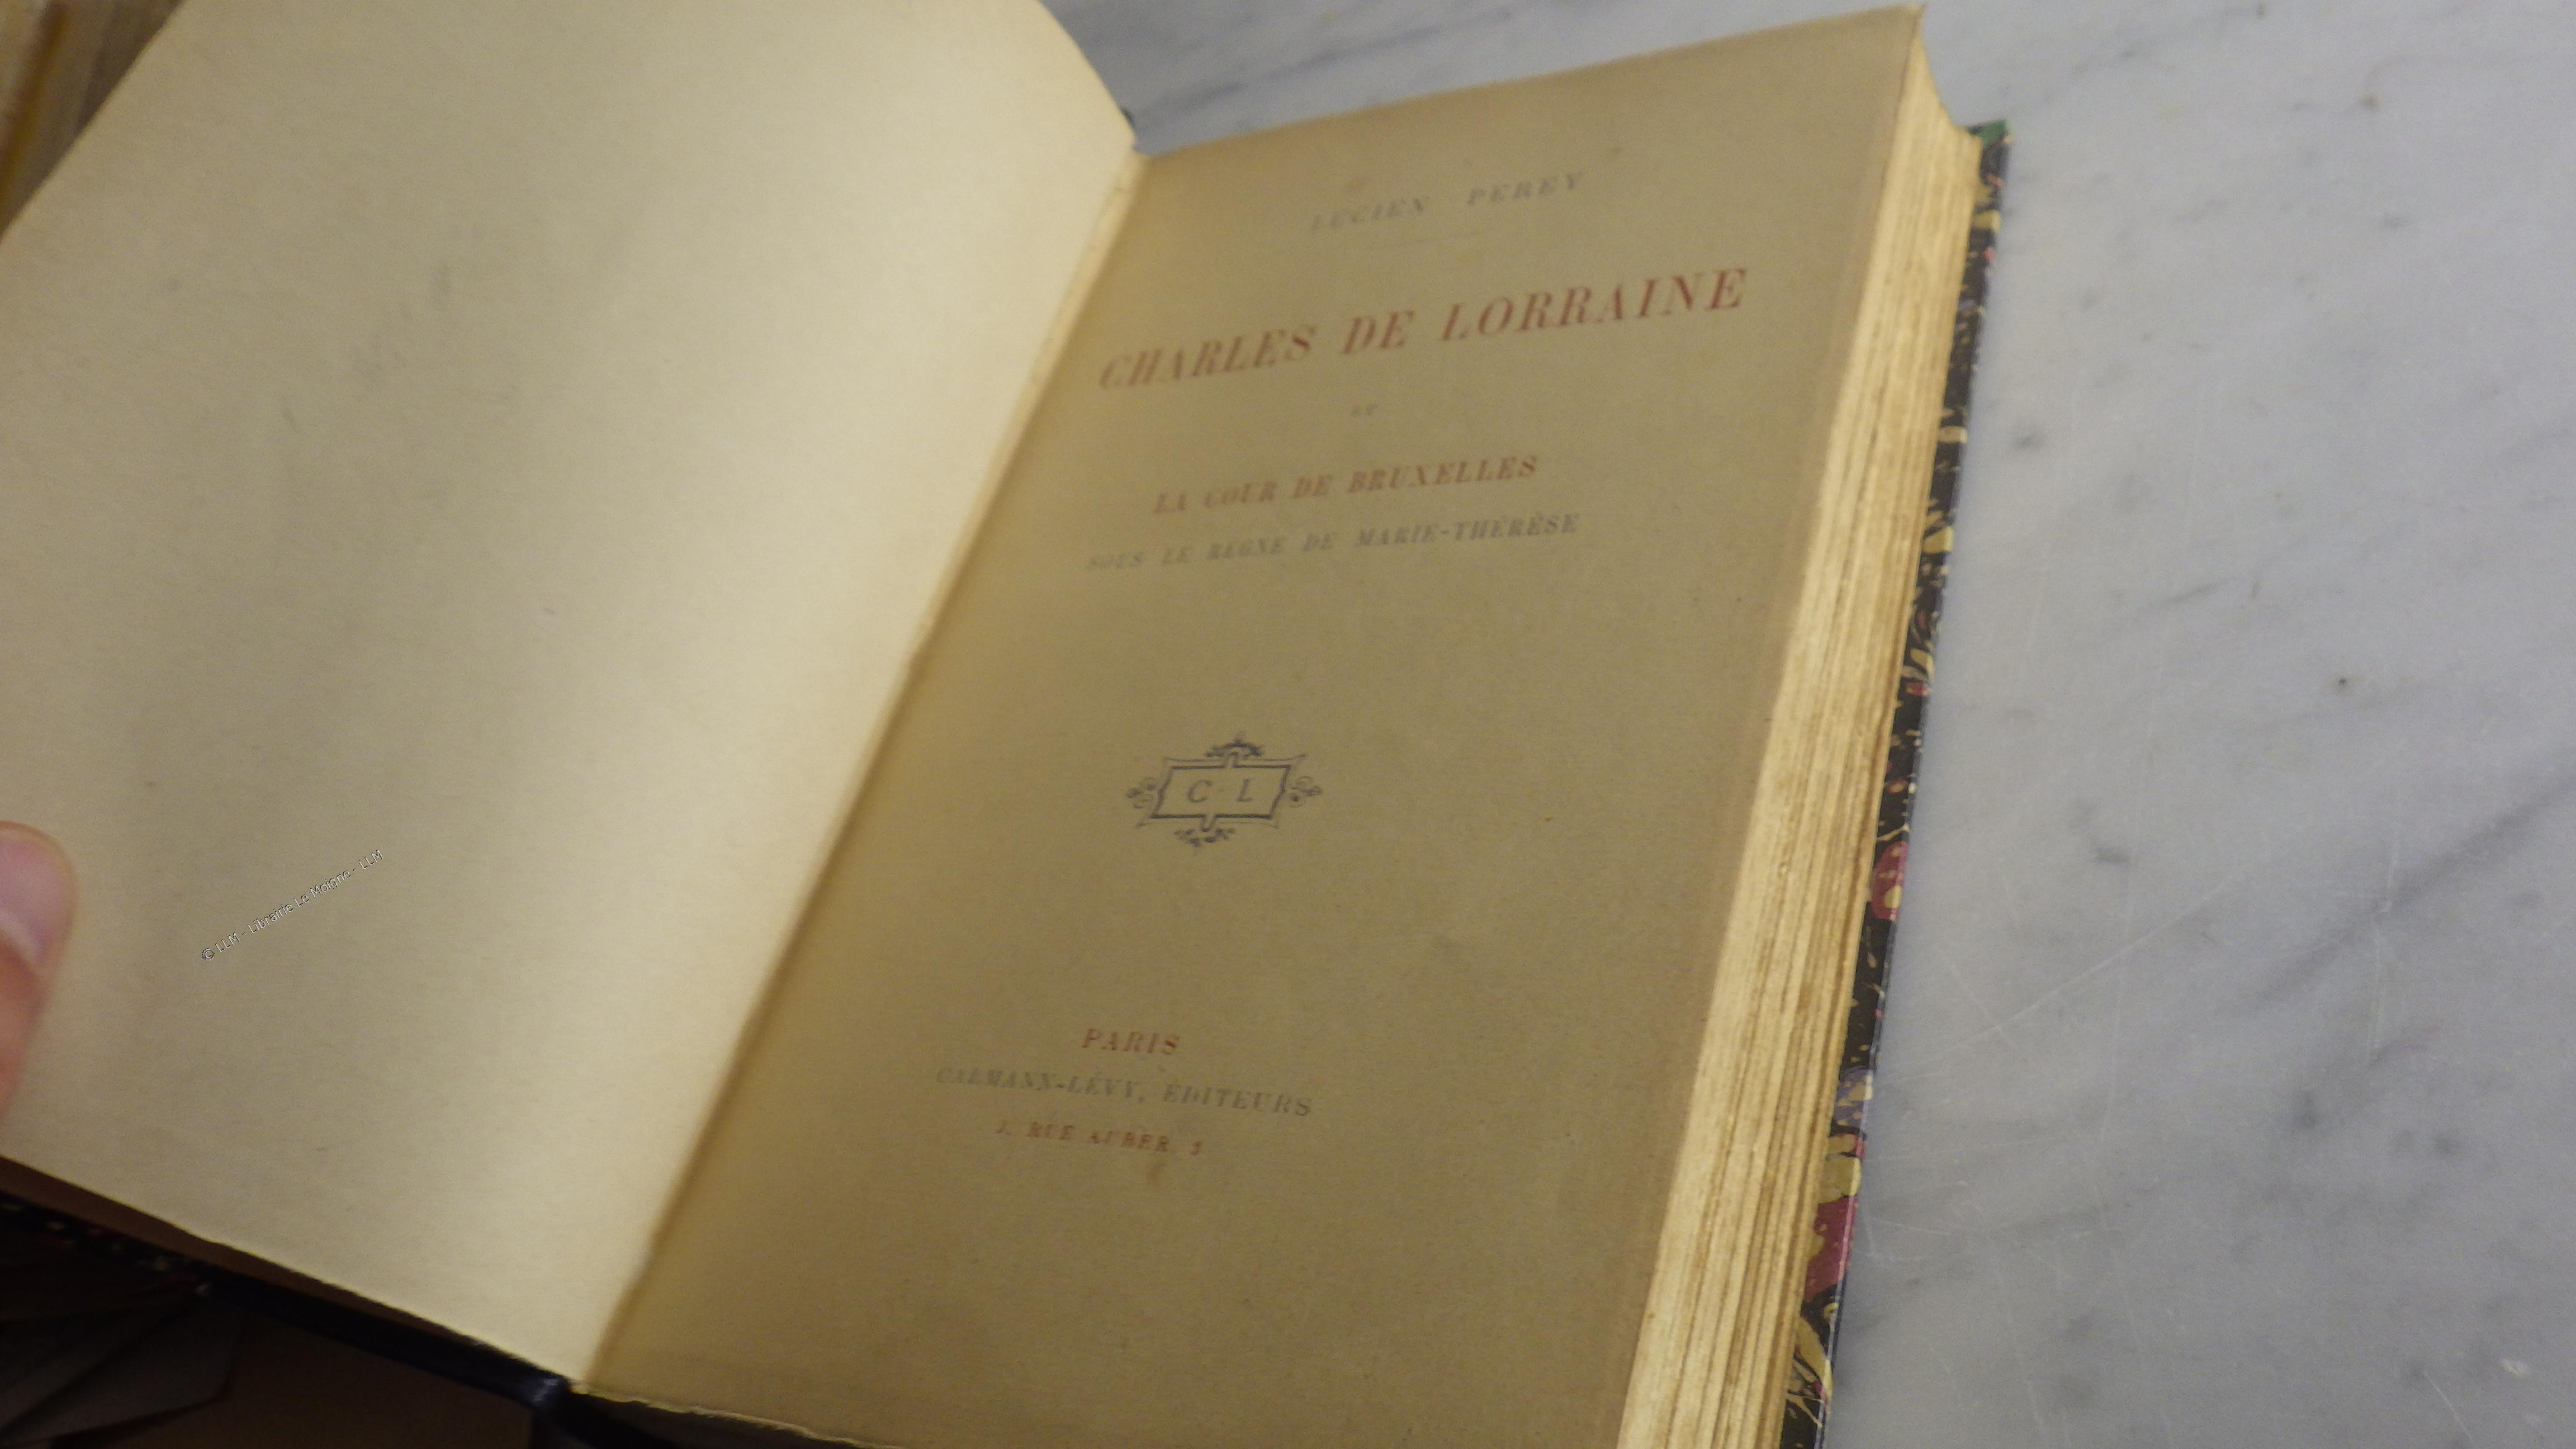 LUCIEN PEREY
CHARLES DE LORRAINE
ET
LA COUR DE BRUXELLES
SOUS LE RÈGNE DE MARIE-THÉRÈSE
C · L
PARIS
CALMANN-LÉVY, ÉDITEURS
3, RUE AUBER, 3
© LLM - Librairie Le Moigne - LLM